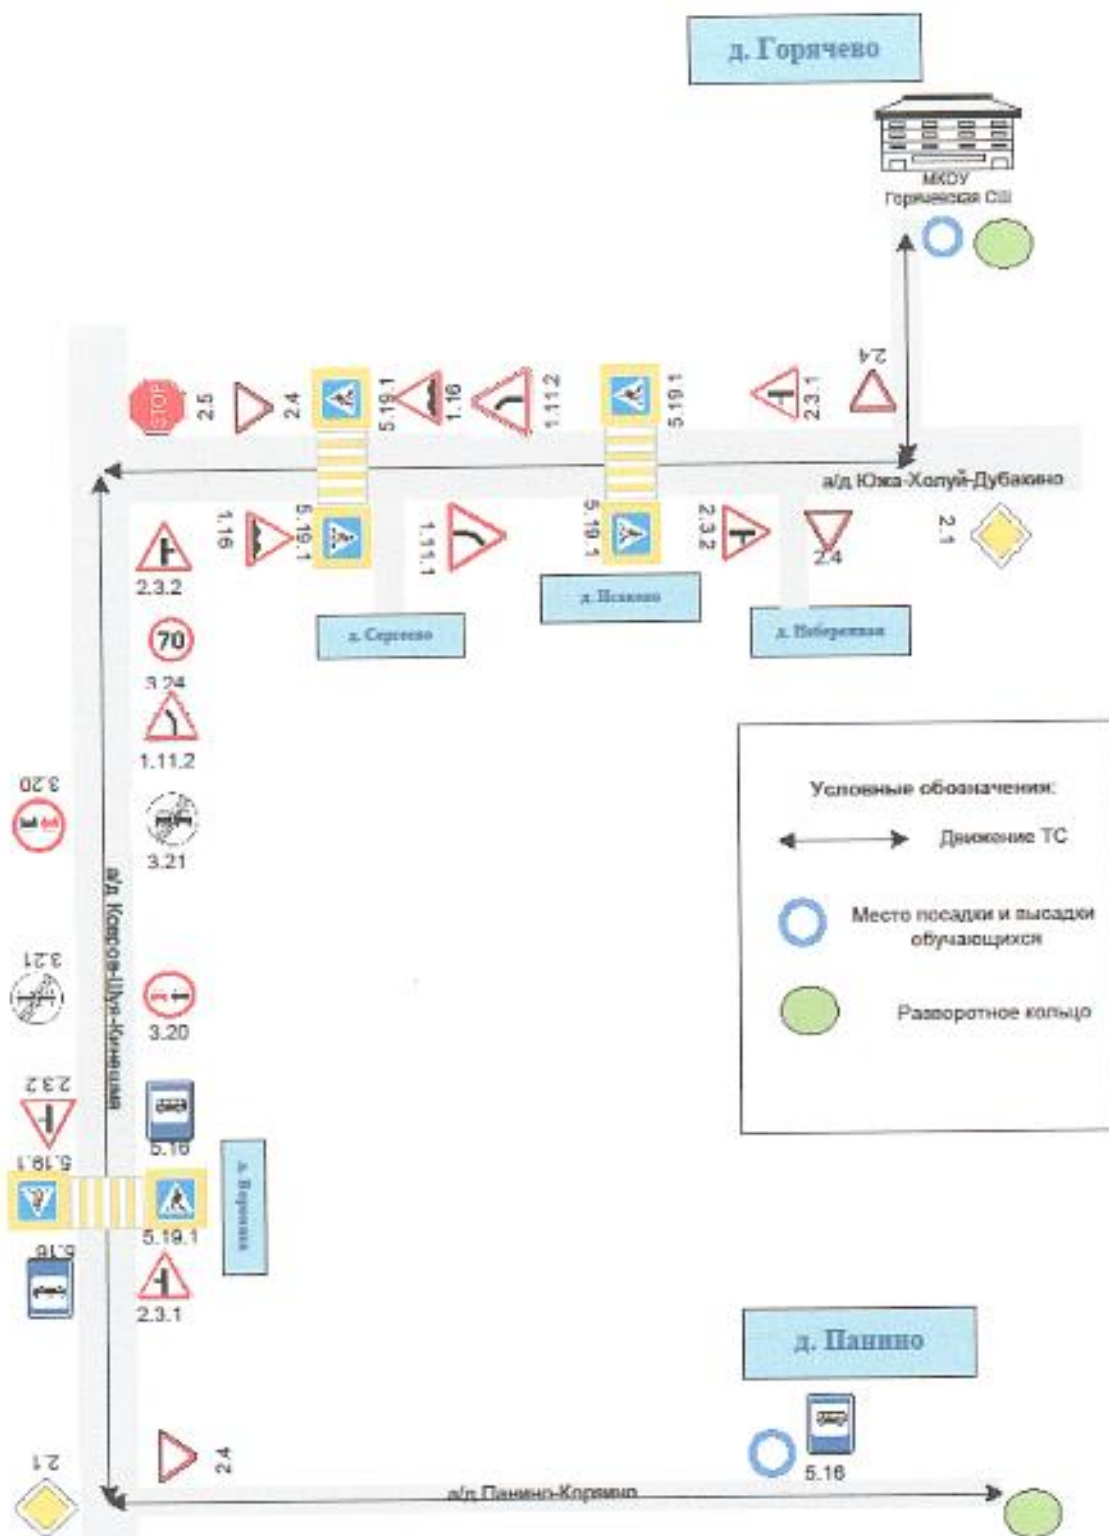 д. Горячево
МКОУ
Горячевская СШ
2.4
STOP
2.5
2.4
5.19.1
1.16
1.11.2
5.19.1
2.3.1
а/д Южа-Холуй-Дубакино
1.16
5.19.1
1.11.1
5.19.1
2.3.2
2.4
2.1
2.3.2
д. Сергеево
д. Исаково
70
3.24
1.11.2
3.20
3.21
Условные обозначения:
Движение ТС
Место посадки и высадки
обучающихся
Разворотное кольцо
3.21
3.20
2.3.2
5.16
5.19.1
5.19.1
5.16
2.3.1
д. Панино
5.16
2.4
2.1